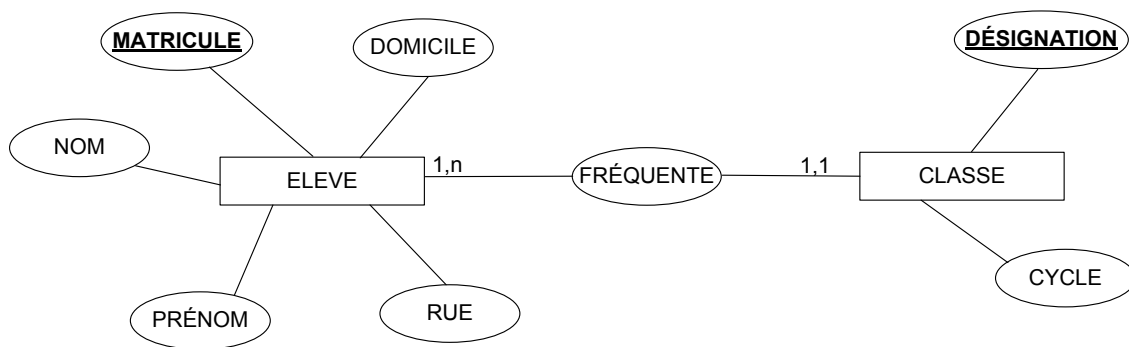 MATRICULE
DOMICILE
DÉSIGNATION
NOM
ELEVE
1,n
FRÉQUENTE
1,1
CLASSE
PRÉNOM
RUE
CYCLE